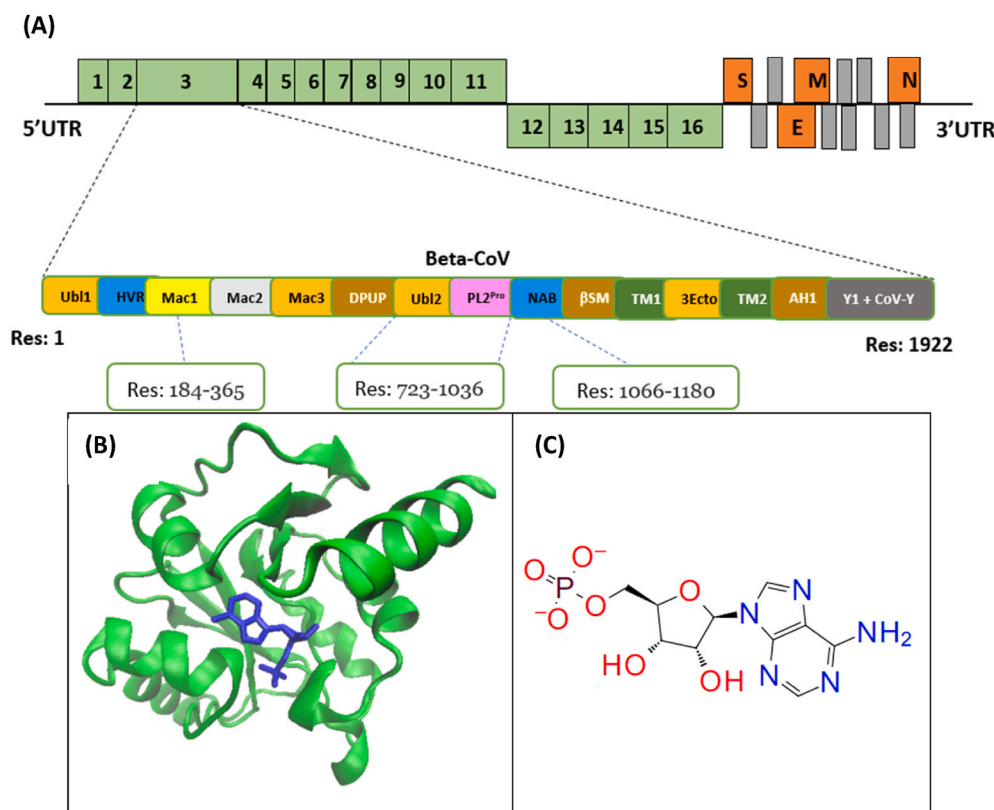 (A)
1 2 3 4 5 6 7 8 9 10 11 S M N
5'UTR 12 13 14 15 16 E 3'UTR
Beta-CoV
Ubl1 HVR Mac1 Mac2 Mac3 DPUP Ubl2 PL2Pro NAB βSM TM1 3Ecto TM2 AH1 Y1 + CoV-Y
Res: 1 Res: 1922
Res: 184-365 Res: 723-1036 Res: 1066-1180
(B) (C)
O⁻
O P
⁻O O O N N
NH₂
HO OH N N